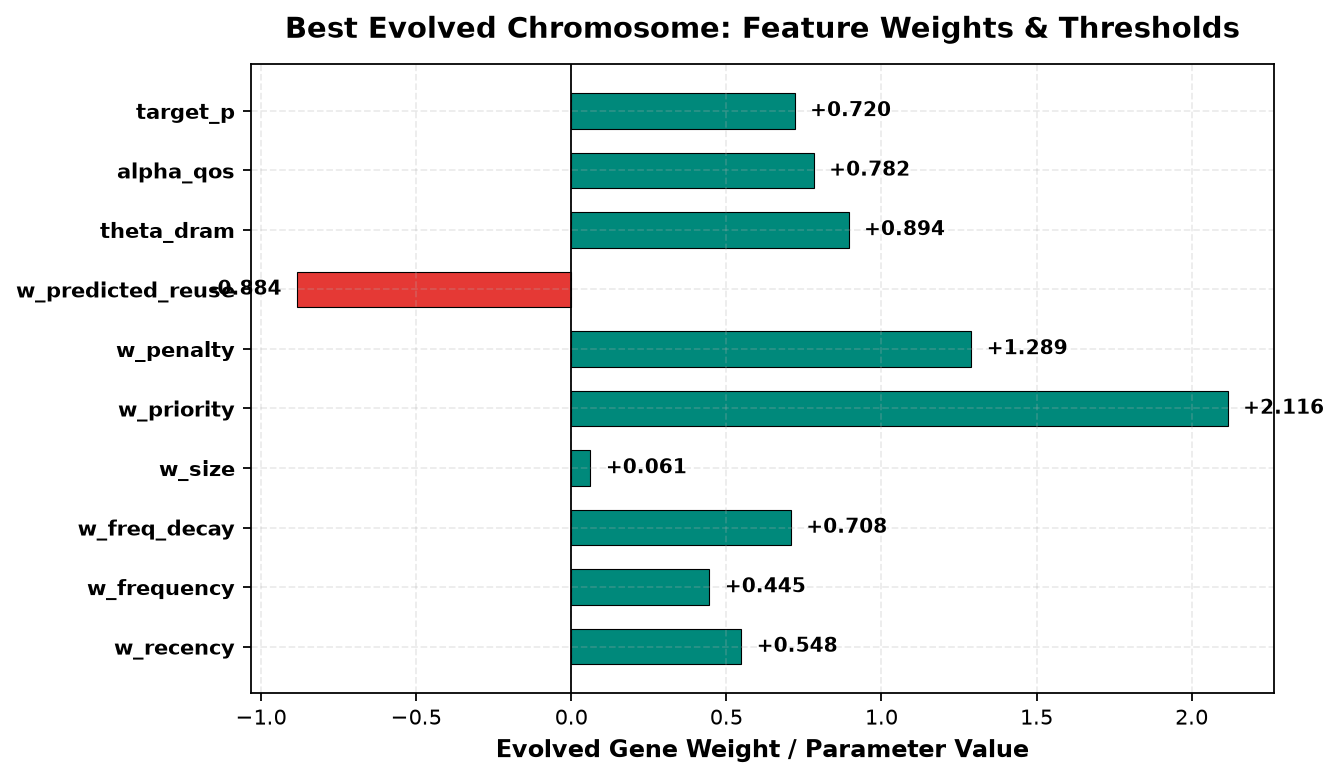 Best Evolved Chromosome: Feature Weights & Thresholds
target_p
+0.720
alpha_qos
+0.782
theta_dram
+0.894
w_predicted_reuse
-0.884
w_penalty
+1.289
w_priority
+2.116
w_size
+0.061
w_freq_decay
+0.708
w_frequency
+0.445
w_recency
+0.548
−1.0 −0.5 0.0 0.5 1.0 1.5 2.0
Evolved Gene Weight / Parameter Value